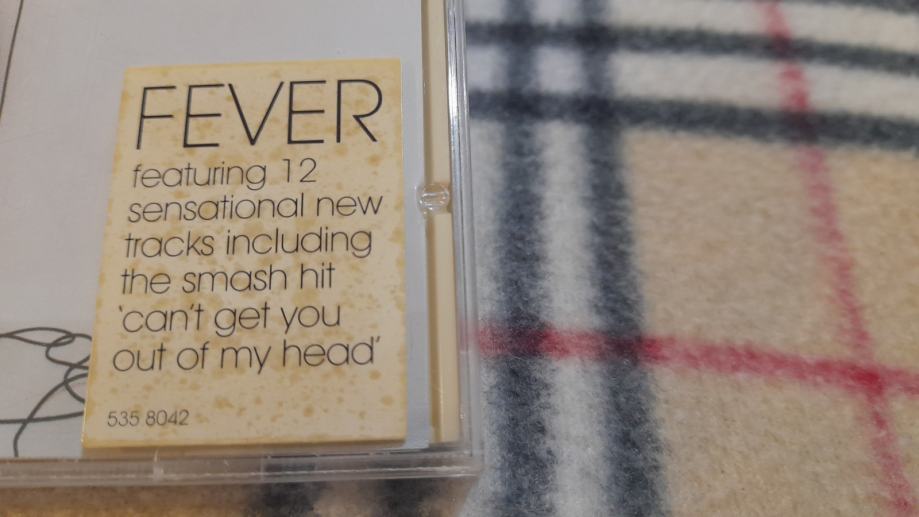 FEVER
featuring 12
sensational new
tracks including
the smash hit
'can't get you
out of my head'
535 8042